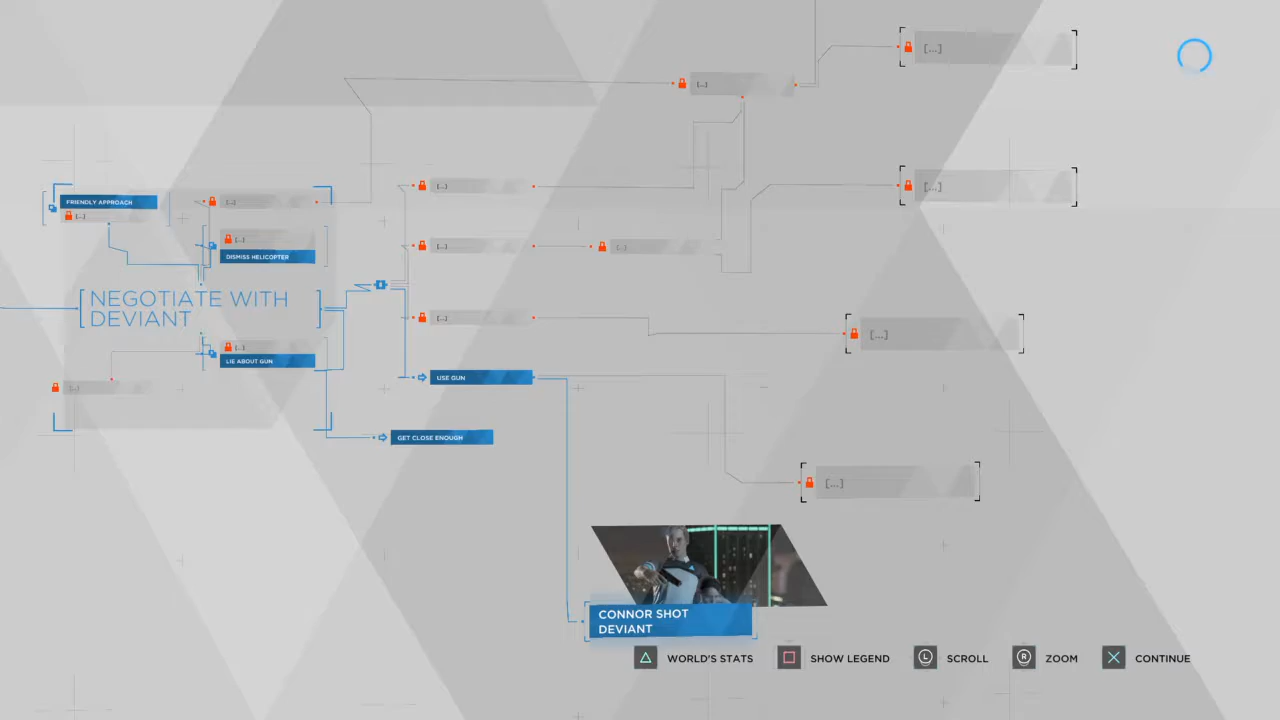 [...]
[...]
[...]
[...]
FRIENDLY APPROACH
[...]
[...]
[...]
DISMISS HELICOPTER
[...]
[...]
NEGOTIATE WITH
DEVIANT
[...]
[...]
[...]
LIE ABOUT GUN
[...]
USE GUN
GET CLOSE ENOUGH
[...]
CONNOR SHOT
DEVIANT
WORLD'S STATS
SHOW LEGEND
L SCROLL
R ZOOM
CONTINUE